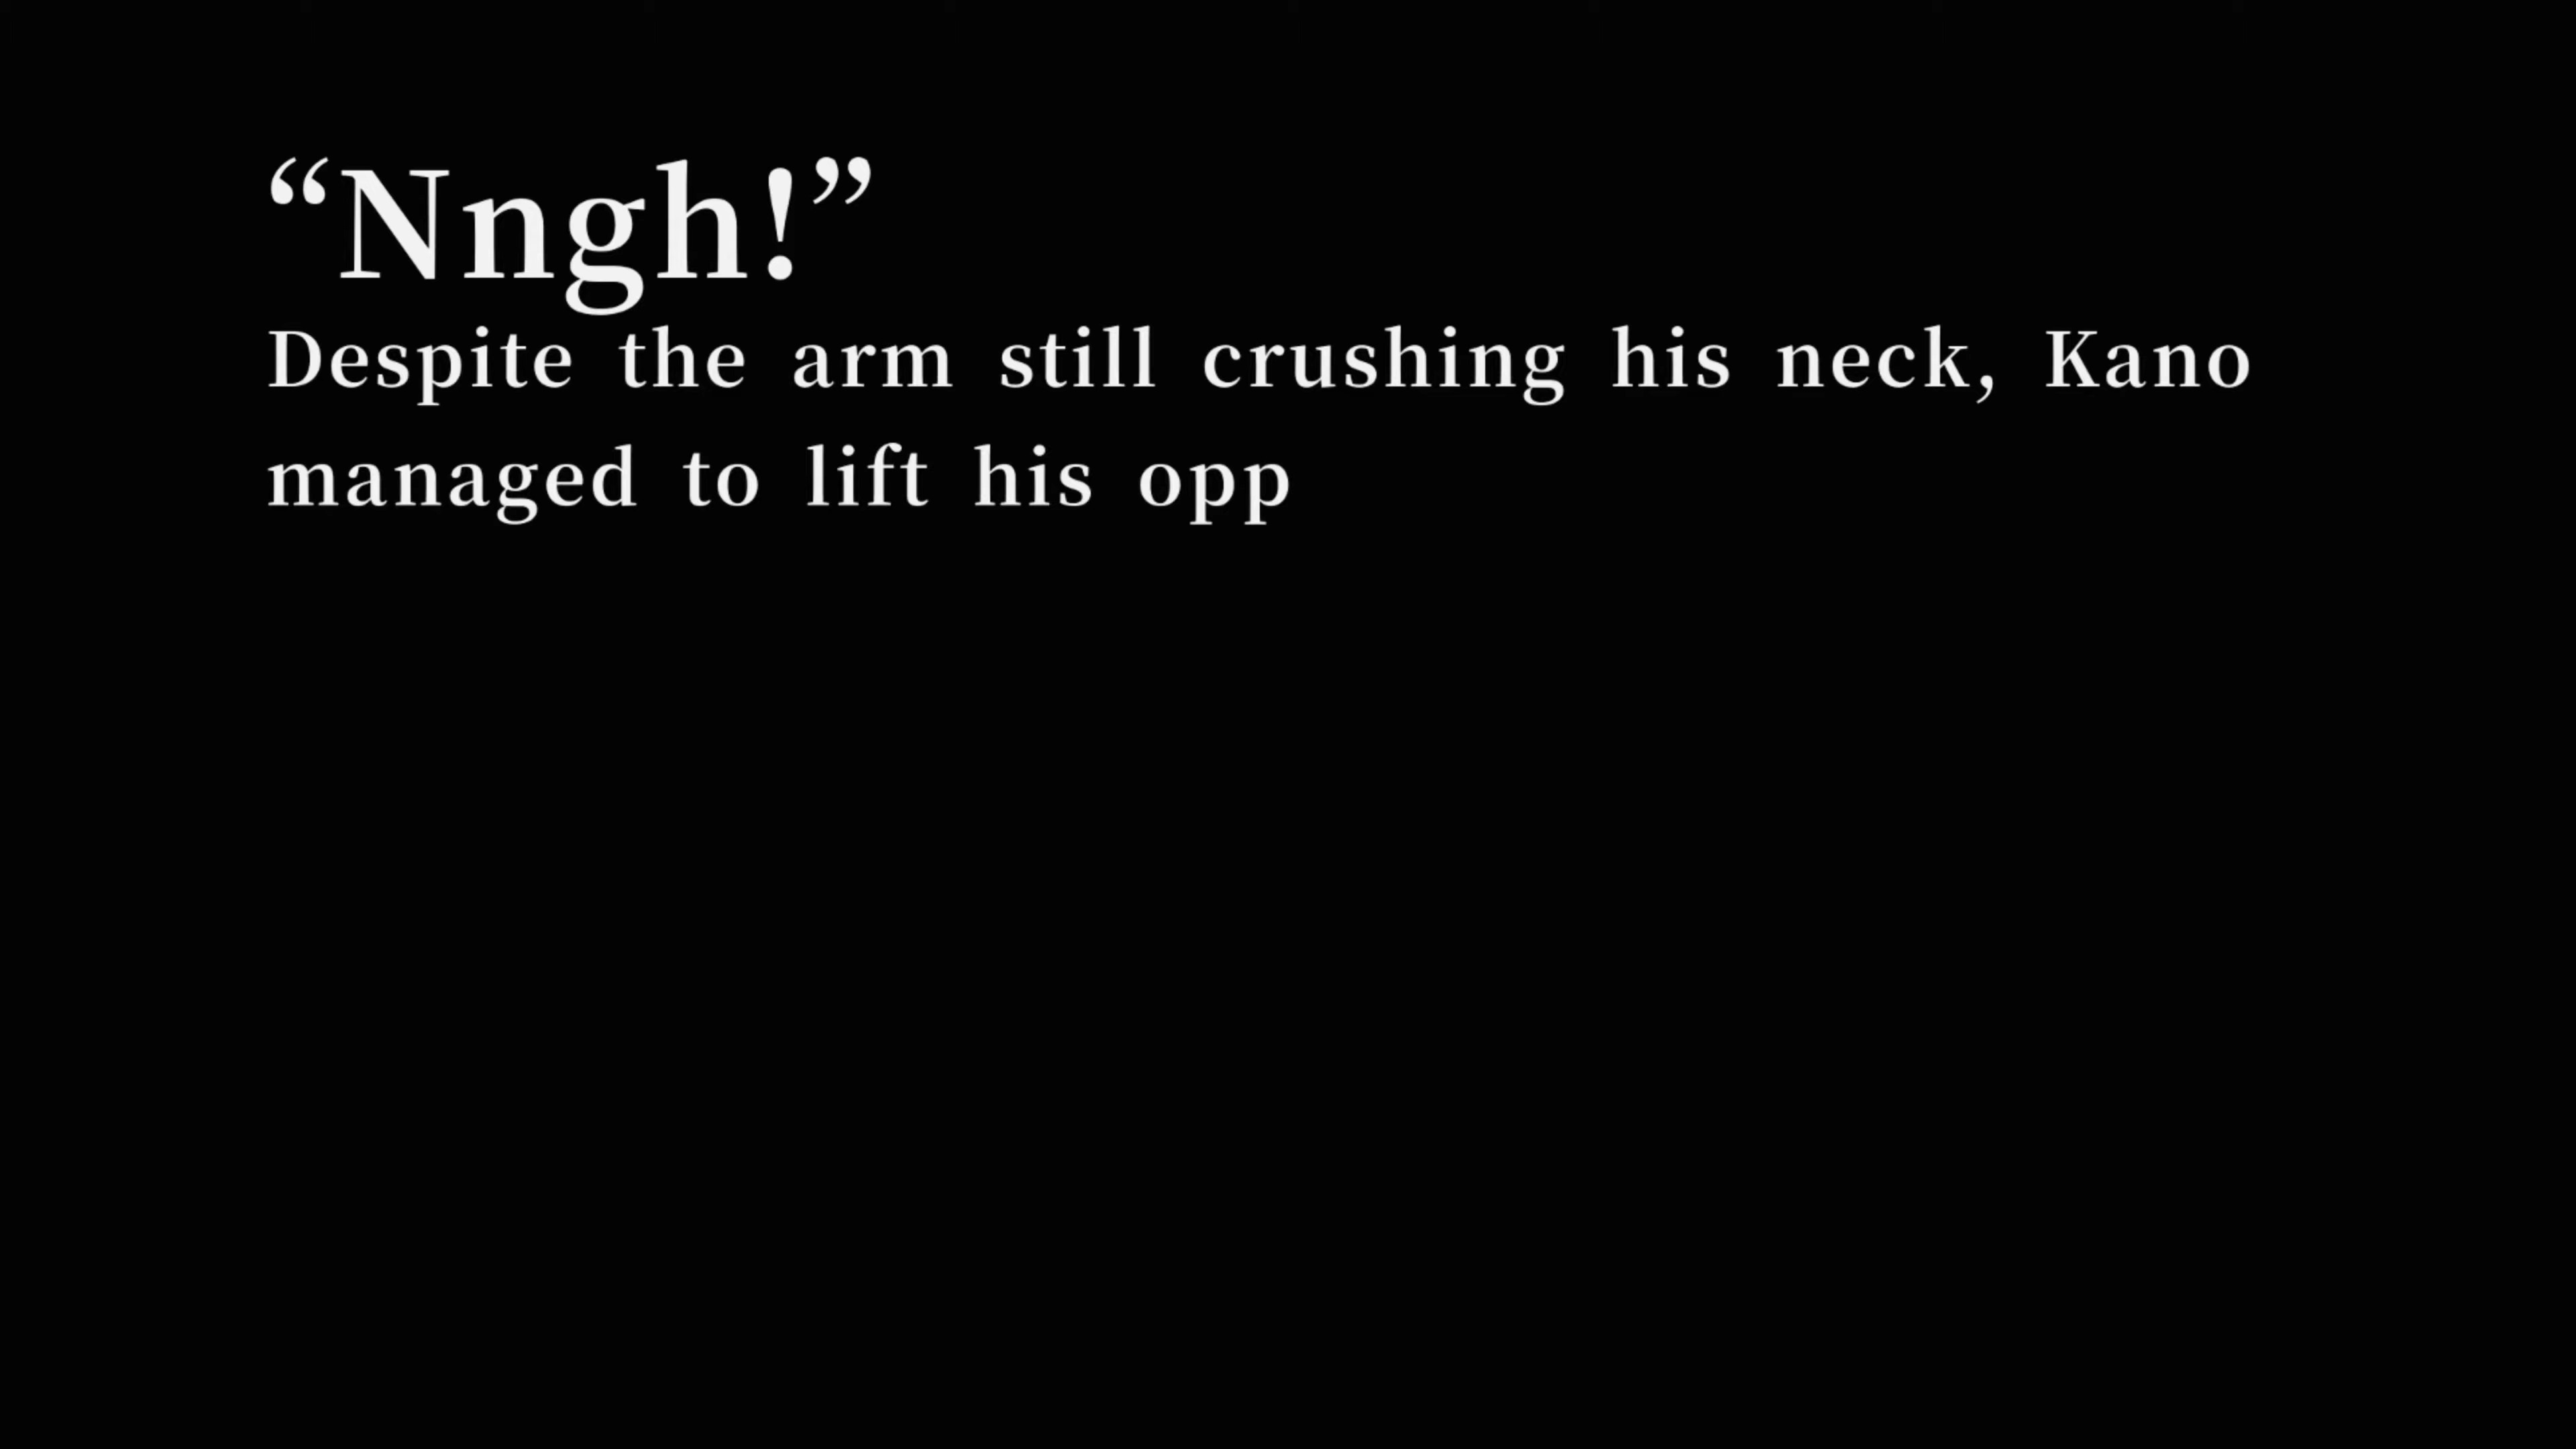 “Nngh!”
Despite the arm still crushing his neck, Kano
managed to lift his opp